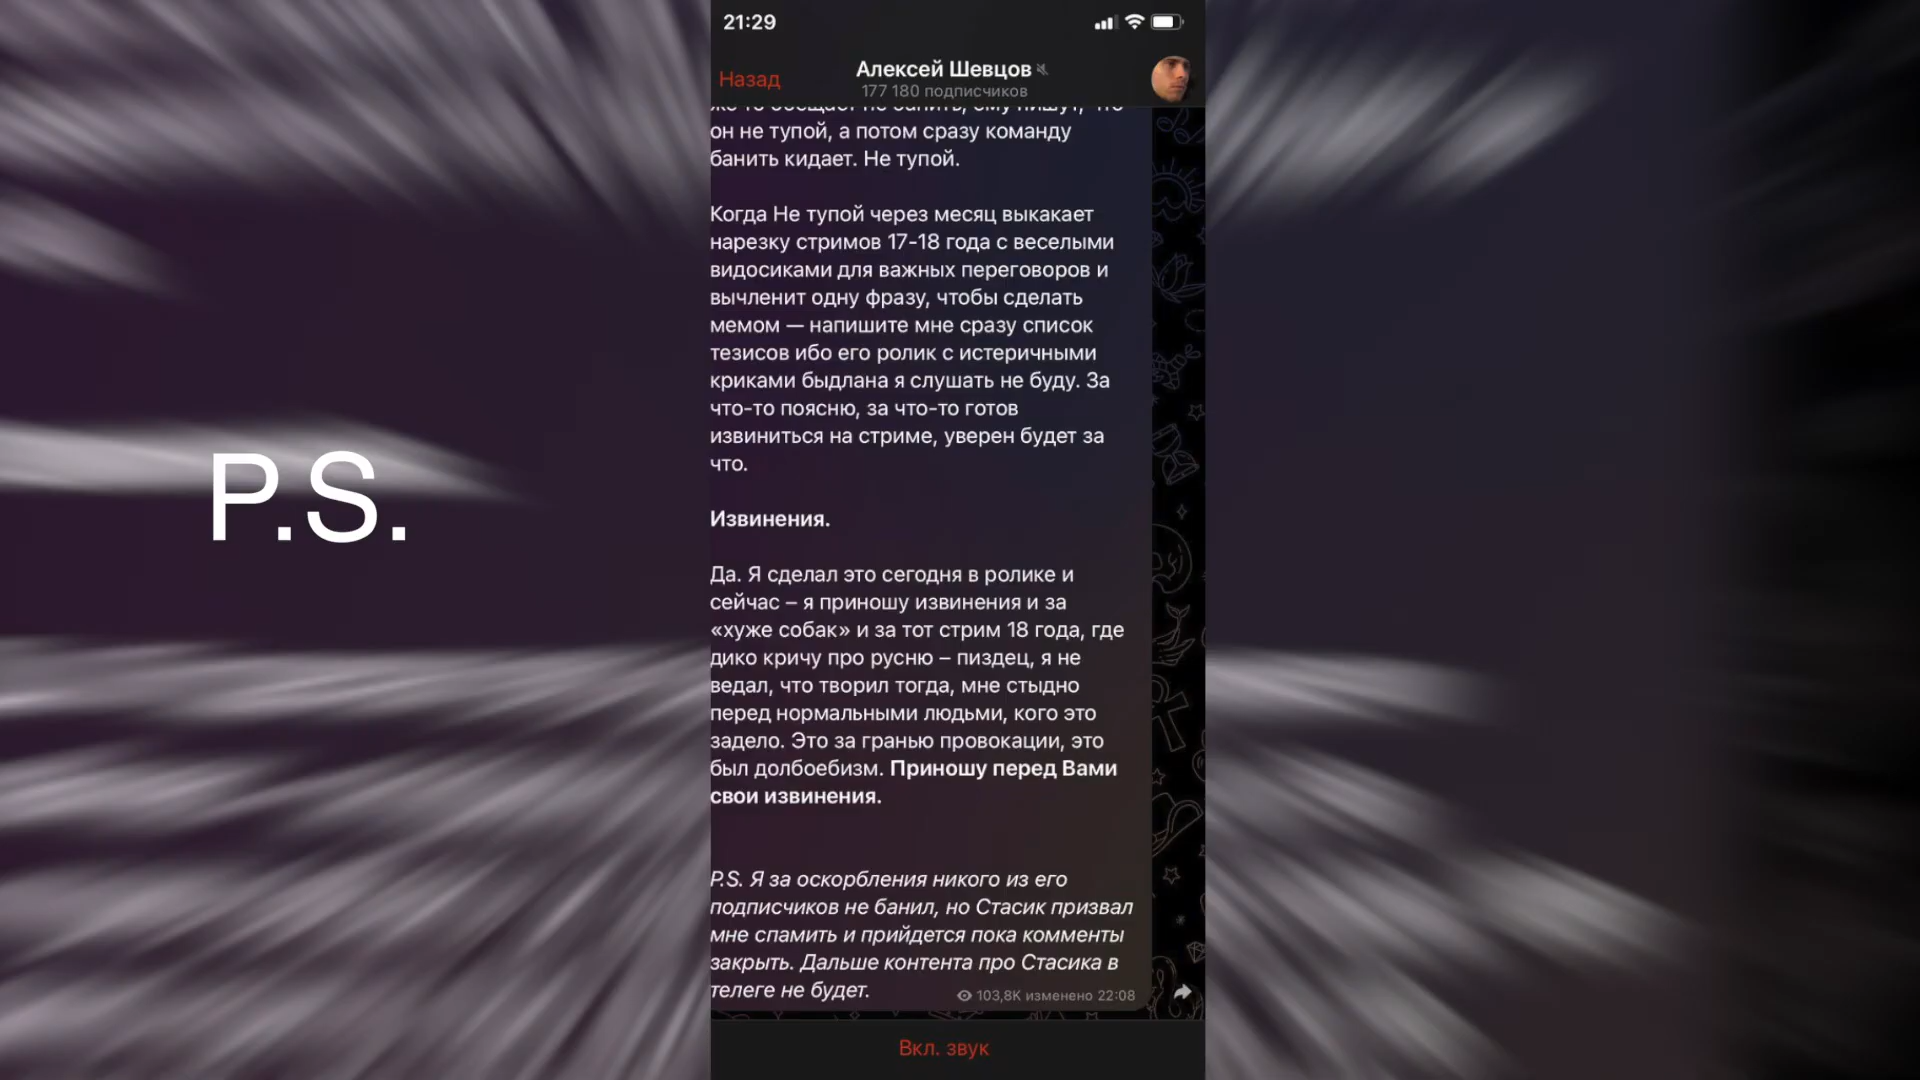 21:29
Назад
Алексей Шевцов
177 180 подписчиков
он не тупой, а потом сразу команду
банить кидает. Не тупой.
Когда Не тупой через месяц выкакает
нарезку стримов 17-18 года с веселыми
видосиками для важных переговоров и
вычленит одну фразу, чтобы сделать
мемом — напишите мне сразу список
тезисов ибо его ролик с истеричными
криками быдлана я слушать не буду. За
что-то поясню, за что-то готов
извиниться на стриме, уверен будет за
что.
P.S.
Извинения.
Да. Я сделал это сегодня в ролике и
сейчас – я приношу извинения и за
«хуже собак» и за тот стрим 18 года, где
дико кричу про русню – пиздец, я не
ведал, что творил тогда, мне стыдно
перед нормальными людьми, кого это
задело. Это за гранью провокации, это
был долбоебизм. Приношу перед Вами
свои извинения.
P.S. Я за оскорбления никого из его
подписчиков не банил, но Стасик призвал
мне спамить и прийдется пока комменты
закрыть. Дальше контента про Стасика в
телеге не будет.
103,8K изменено 22:08
Вкл. звук